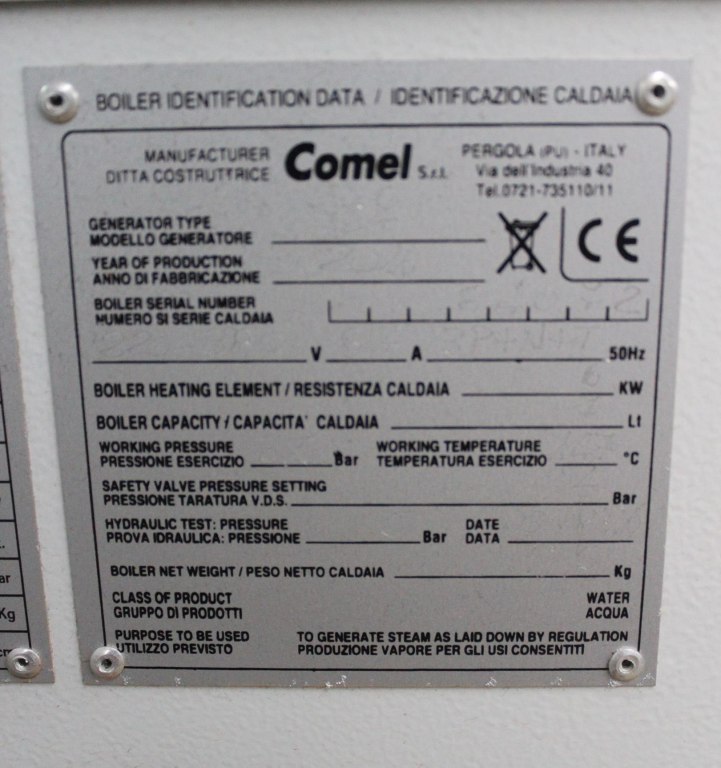 BOILER IDENTIFICATION DATA / IDENTIFICAZIONE CALDAIA
MANUFACTURER
DITTA COSTRUTTRICE
Comel S.r.l.
PERGOLA (PU) - ITALY
Via dell'Industria 40
Tel.0721-735110/11
GENERATOR TYPE
MODELLO GENERATORE
CE
YEAR OF PRODUCTION
ANNO DI FABBRICAZIONE
BOILER SERIAL NUMBER
NUMERO SI SERIE CALDAIA
V A 50Hz
BOILER HEATING ELEMENT / RESISTENZA CALDAIA KW
BOILER CAPACITY / CAPACITA' CALDAIA Lt
WORKING PRESSURE
PRESSIONE ESERCIZIO Bar
WORKING TEMPERATURE
TEMPERATURA ESERCIZIO °C
SAFETY VALVE PRESSURE SETTING
PRESSIONE TARATURA V.D.S. Bar
HYDRAULIC TEST: PRESSURE
PROVA IDRAULICA: PRESSIONE Bar
DATE
DATA
BOILER NET WEIGHT / PESO NETTO CALDAIA Kg
CLASS OF PRODUCT
GRUPPO DI PRODOTTI
WATER
ACQUA
PURPOSE TO BE USED
UTILIZZO PREVISTO
TO GENERATE STEAM AS LAID DOWN BY REGULATION
PRODUZIONE VAPORE PER GLI USI CONSENTITI
ar
Kg